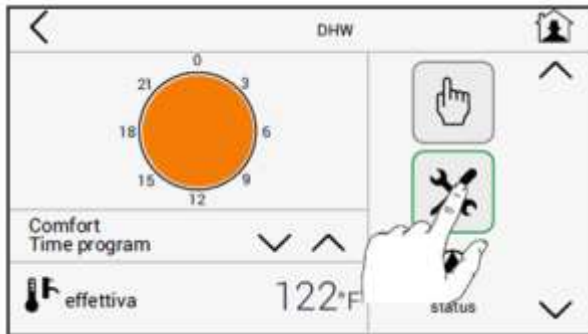 DHW
0
21
3
18
6
15
9
12
Comfort
Time program
effettiva
122°F
status